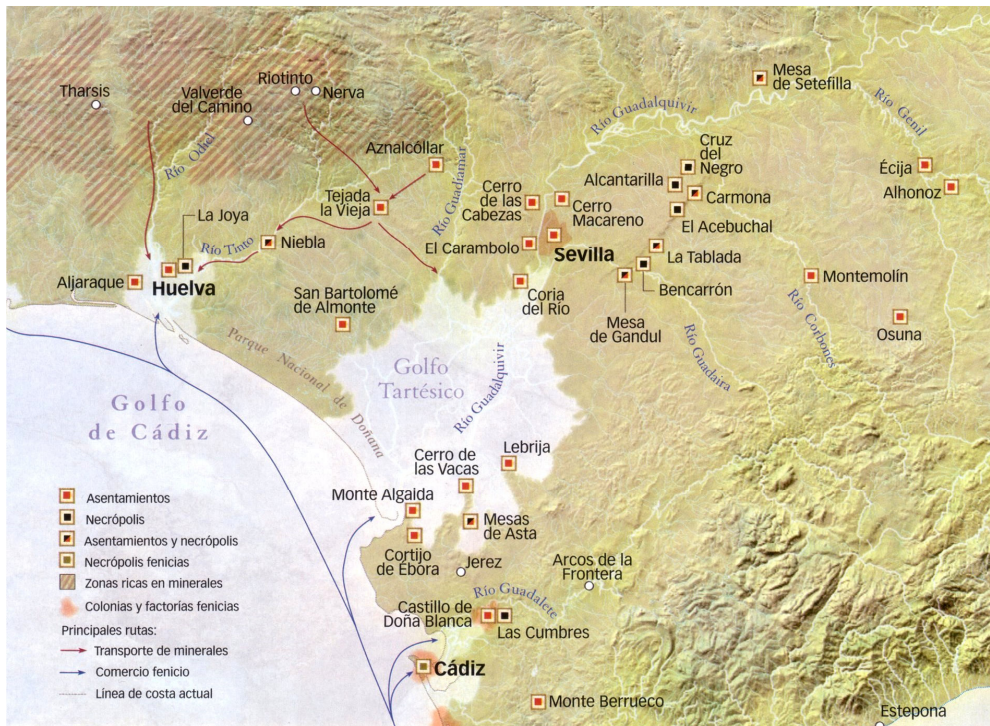 Mesa
de Setefilla
Riotinto
Nerva
Tharsis
Valverde
del Camino
Río Guadalquivir
Río Genil
Río Odiel
Aznalcóllar
Río Guadiamar
Cruz
del
Negro
Écija
Alcantarilla
Alhonoz
Carmona
Tejada
la Vieja
Cerro
de las
Cabezas
Cerro
Macareno
El Acebuchal
La Joya
Río Tinto
Niebla
El Carambolo
Sevilla
La Tablada
Aljaraque
Huelva
Bencarrón
Montemolín
San Bartolomé
de Almonte
Coria
del Río
Mesa
de Gandul
Osuna
Río Corbones
Río Guadaira
Parque Nacional de Doñana
Golfo
Tartésico
Río Guadalquivir
Golfo
de Cádiz
Lebrija
Cerro de
las Vacas
Monte Algaida
Mesas
de Asta
Cortijo
de Ébora
Jerez
Arcos de la
Frontera
Río Guadalete
Castillo de
Doña Blanca
Las Cumbres
Cádiz
Monte Berrueco
Estepona
Asentamientos
Necrópolis
Asentamientos y necrópolis
Necrópolis fenicias
Zonas ricas en minerales
Colonias y factorías fenicias
Principales rutas:
Transporte de minerales
Comercio fenicio
Línea de costa actual